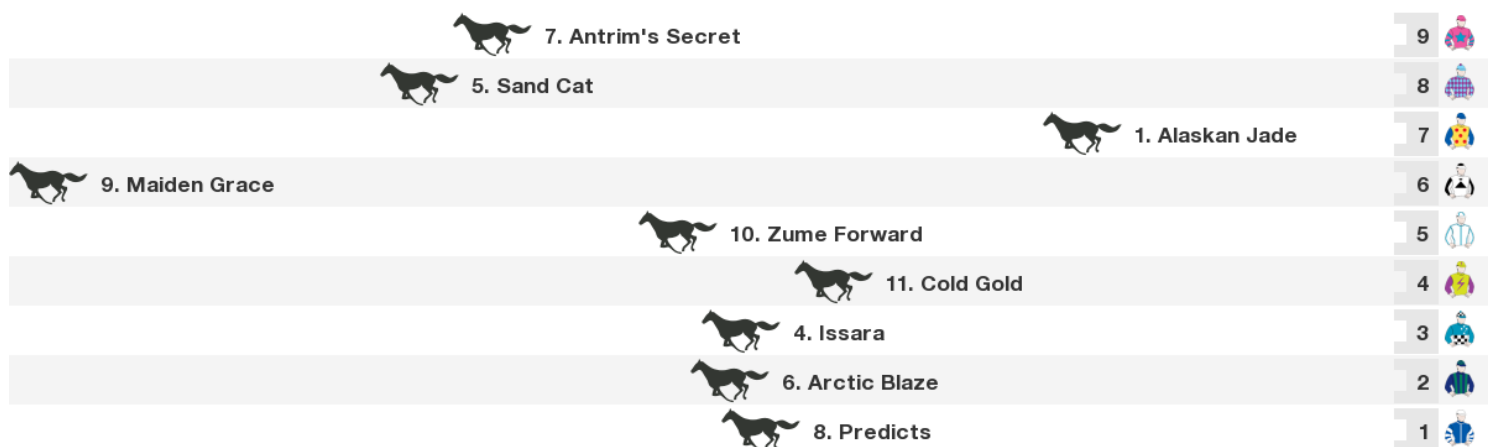 7. Antrim's Secret 9
5. Sand Cat 8
1. Alaskan Jade 7
9. Maiden Grace 6
10. Zume Forward 5
11. Cold Gold 4
4. Issara 3
6. Arctic Blaze 2
8. Predicts 1